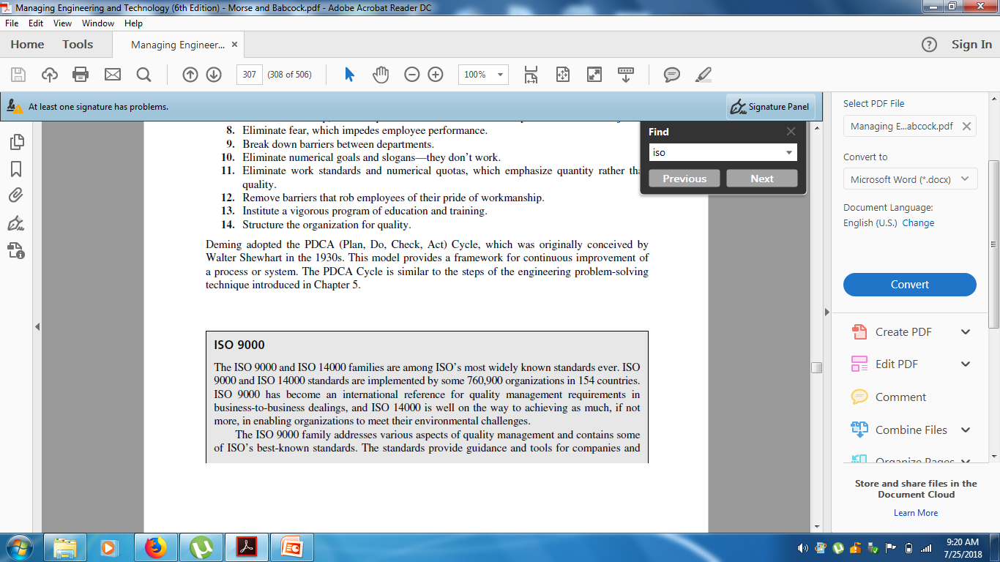 Managing Engineering and Technology (6th Edition) - Morse and Babcock.pdf - Adobe Acrobat Reader DC
File Edit View Window Help
Home Tools Managing Engineer... × Sign In
307 (308 of 506) 100%
At least one signature has problems. Signature Panel
8. Eliminate fear, which impedes employee performance.
9. Break down barriers between departments.
10. Eliminate numerical goals and slogans—they don't work.
11. Eliminate work standards and numerical quotas, which emphasize quantity rather
quality.
12. Remove barriers that rob employees of their pride of workmanship.
13. Institute a vigorous program of education and training.
14. Structure the organization for quality.
Deming adopted the PDCA (Plan, Do, Check, Act) Cycle, which was originally conceived by
Walter Shewhart in the 1930s. This model provides a framework for continuous improvement of
a process or system. The PDCA Cycle is similar to the steps of the engineering problem-solving
technique introduced in Chapter 5.
ISO 9000
The ISO 9000 and ISO 14000 families are among ISO's most widely known standards ever. ISO
9000 and ISO 14000 standards are implemented by some 760,900 organizations in 154 countries.
ISO 9000 has become an international reference for quality management requirements in
business-to-business dealings, and ISO 14000 is well on the way to achieving as much, if not
more, in enabling organizations to meet their environmental challenges.
The ISO 9000 family addresses various aspects of quality management and contains some
of ISO's best-known standards. The standards provide guidance and tools for companies and
Find
iso
Previous Next
Select PDF File
Managing E...abcock.pdf
Convert to
Microsoft Word (*.docx)
Document Language:
English (U.S.) Change
Convert
Create PDF
Edit PDF
Comment
Combine Files
Organize Pages
Store and share files in the
Document Cloud
Learn More
9:20 AM
7/25/2018